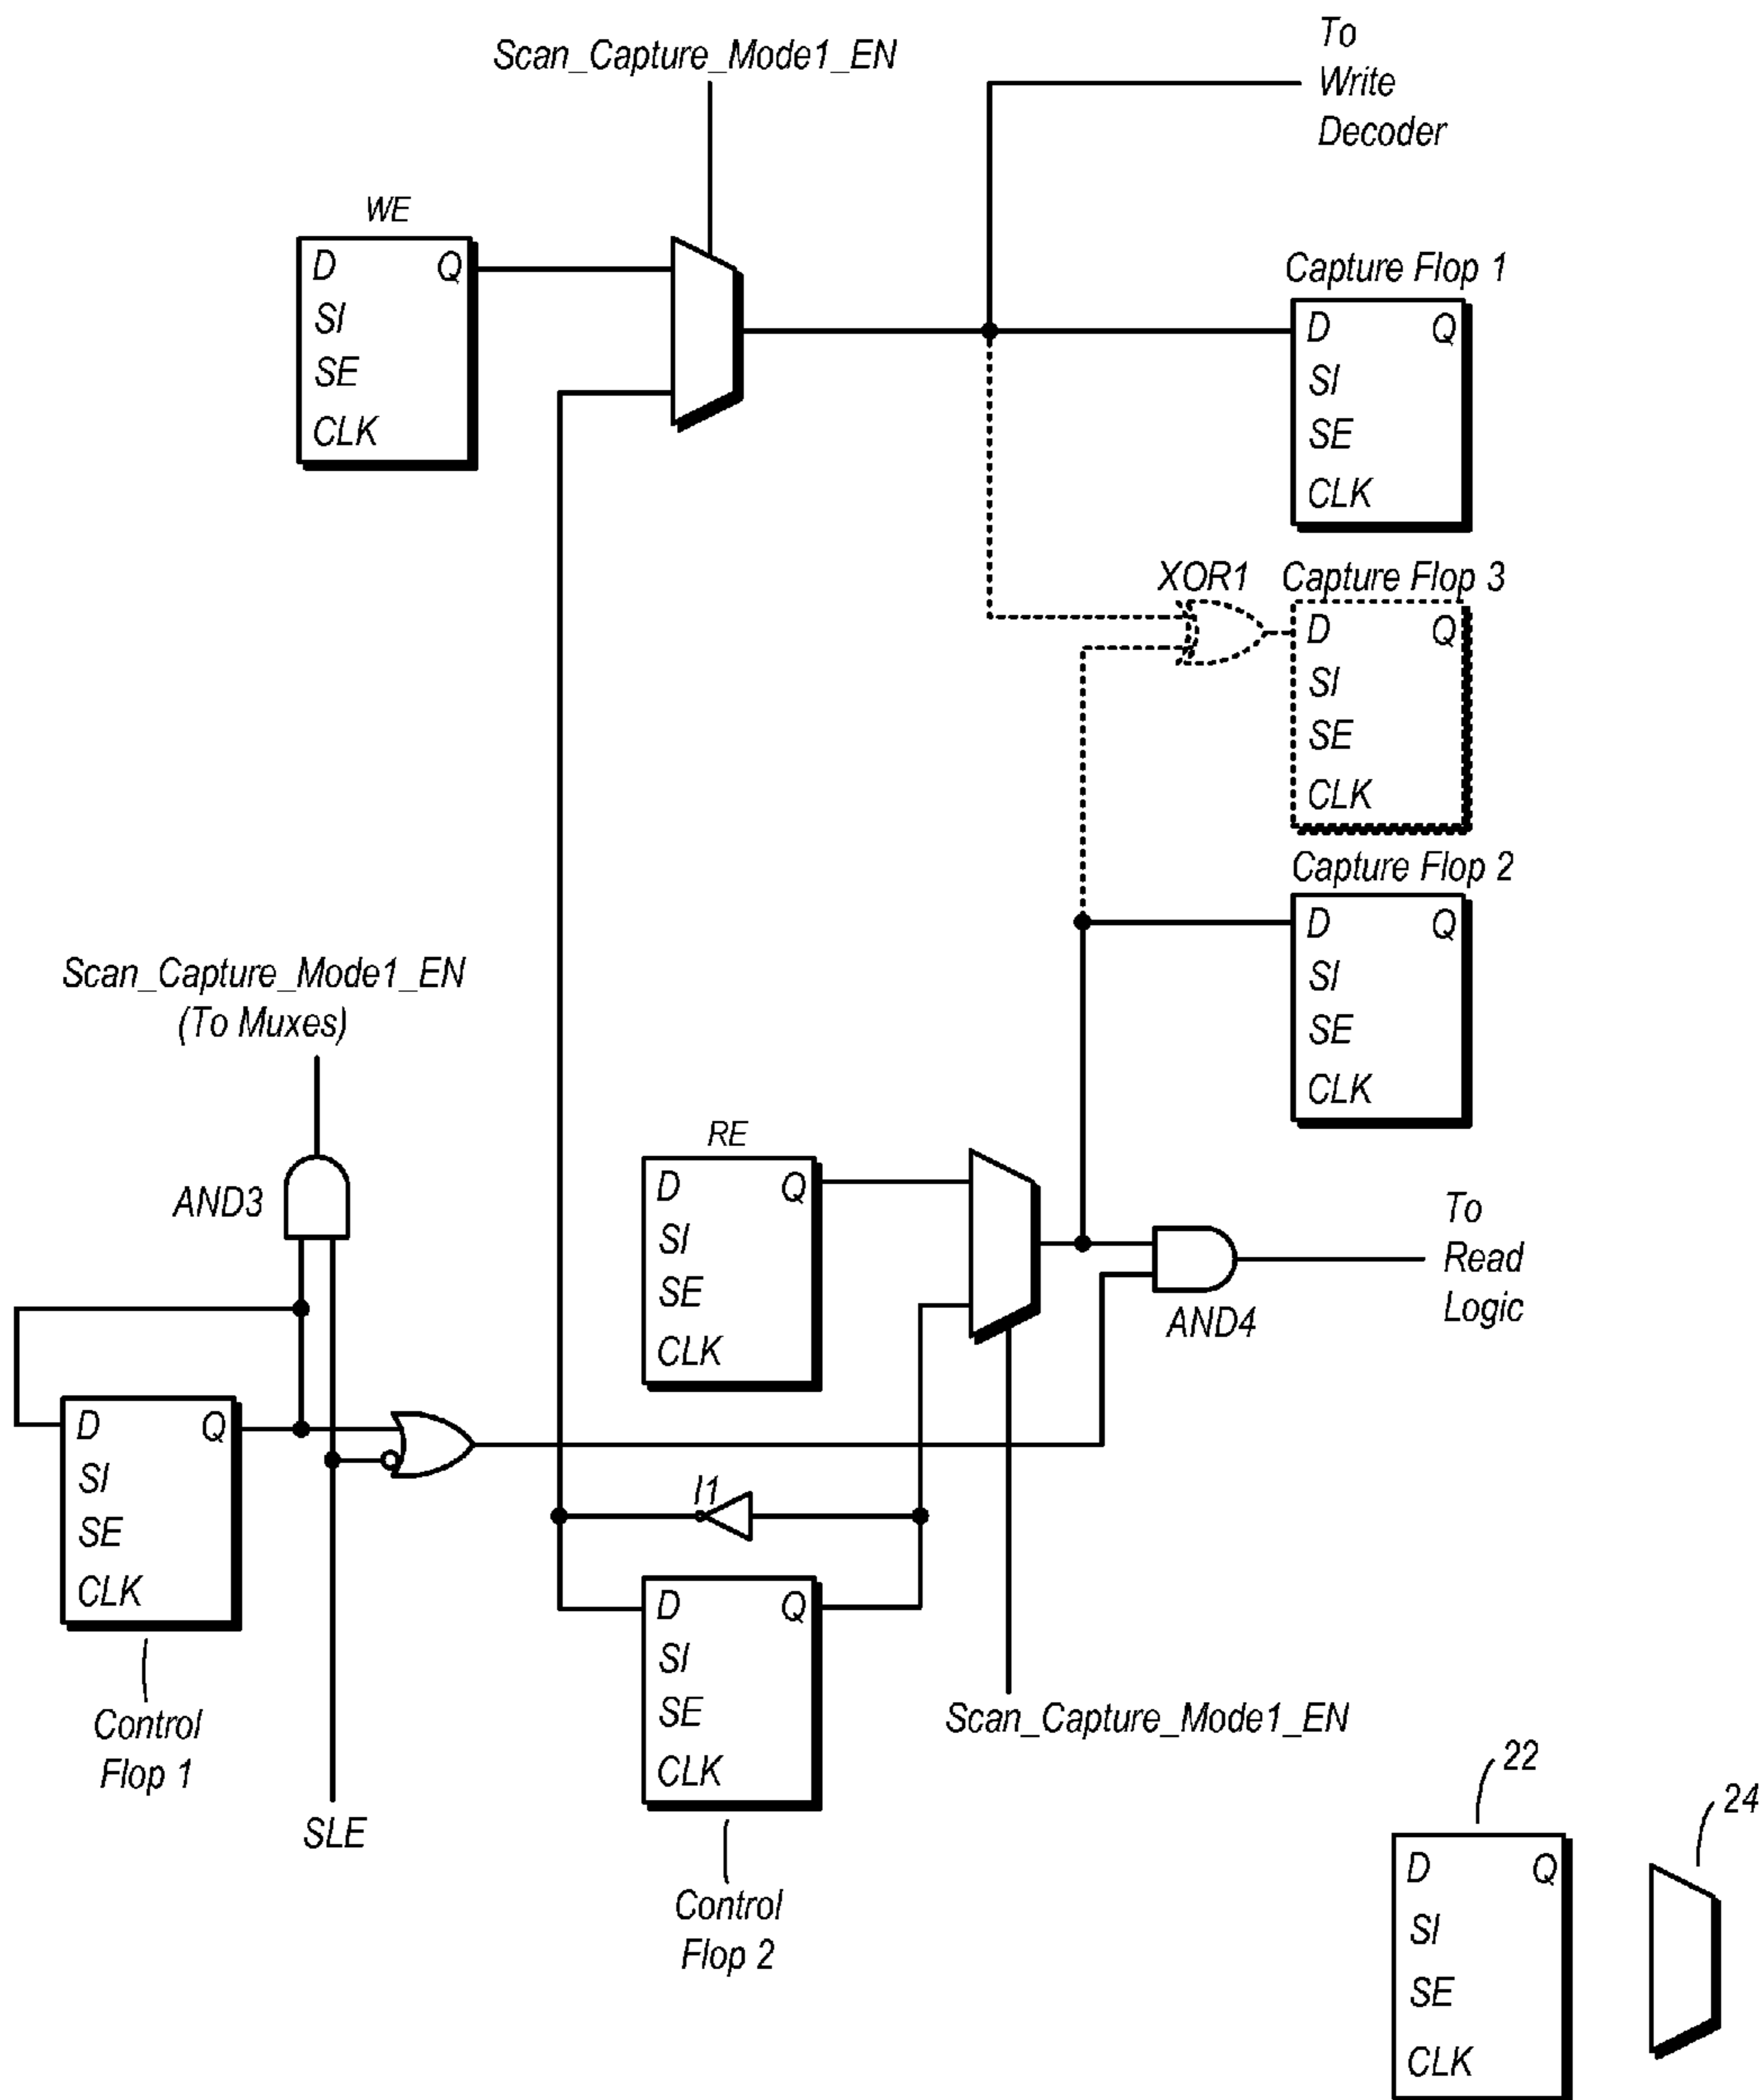 Scan_Capture_Mode1_EN
To
Write
Decoder
WE
D Q
SI
SE
CLK
Capture Flop 1
D Q
SI
SE
CLK
XOR1
Capture Flop 3
D Q
SI
SE
CLK
Capture Flop 2
D Q
SI
SE
CLK
Scan_Capture_Mode1_EN
(To Muxes)
AND3
RE
D Q
SI
SE
CLK
To
Read
Logic
AND4
D Q
SI
SE
CLK
Control
Flop 1
SLE
I1
D Q
SI
SE
CLK
Control
Flop 2
Scan_Capture_Mode1_EN
22
24
D Q
SI
SE
CLK